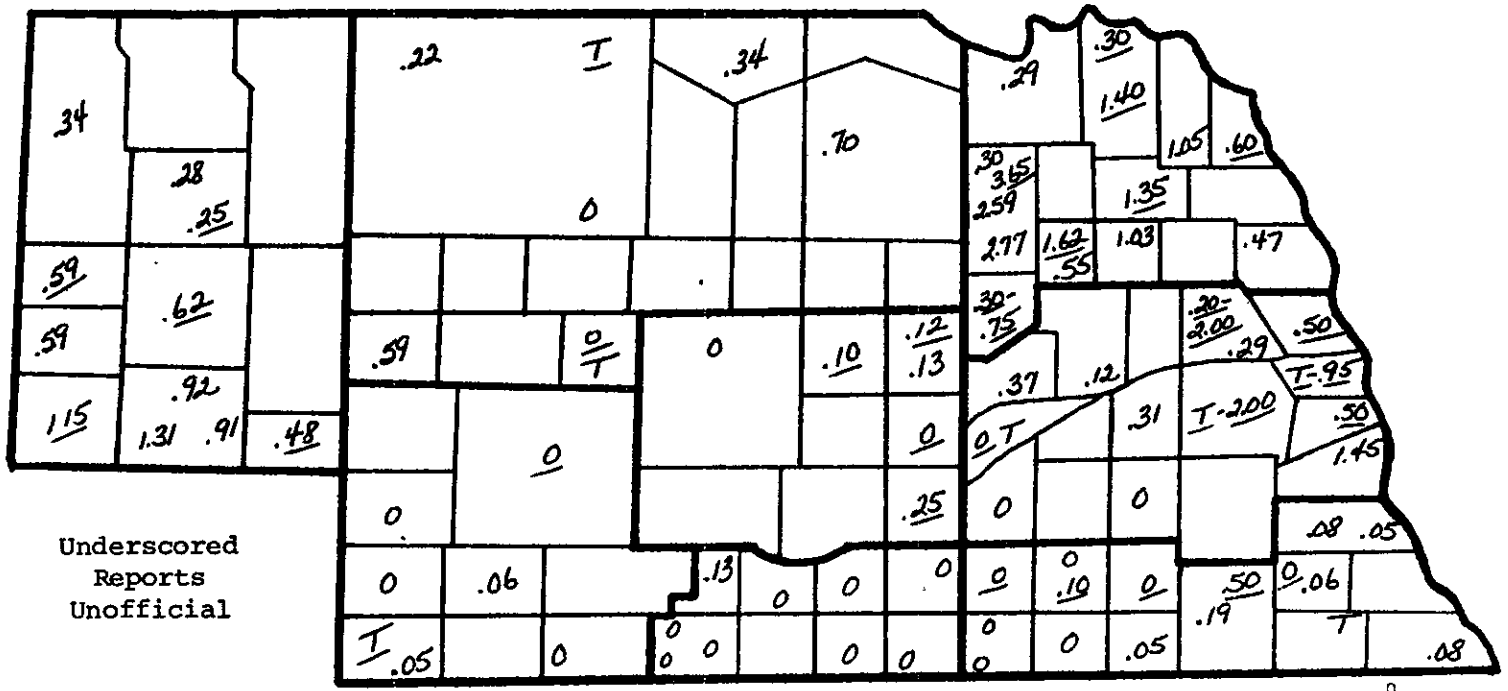 .22 T .34 .29 .30
1.40
.34 .70 1.05 .60
.28 .30
3.65
.25 0 2.59 1.35
2.77 1.62 1.03 .47
.55
.59 .62 .30-
.75 .20-
2.00 .50
.59 .59 0
T 0 .10 .12
.13 .29
.92 .37 .12 T-.95
1.15 1.31 .91 .48 0 0 0 T .31 T-2.00 .50
1.45
0 .25 0 0 .08 .05
Underscored
Reports
Unofficial
0 .06 .13 0 0 0 0 0
.10 0 .50
.19 0 .06
T
.05 0 0
0 0 0 0 0
0 0 .05 T .08